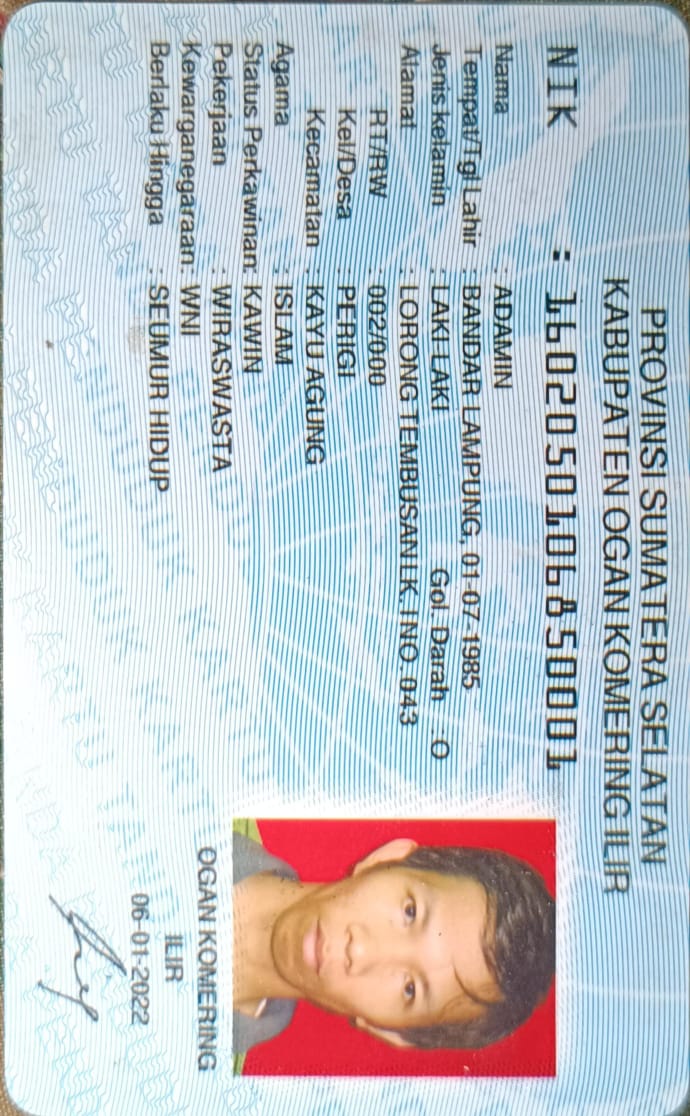 PROVINSI SUMATERA SELATAN
KABUPATEN OGAN KOMERING ILIR
NIK : 1602050106850001
Nama : ADAMIN
Tempat/Tgl Lahir : BANDAR LAMPUNG, 01-07-1985
Jenis kelamin : LAKI-LAKI Gol. Darah : O
Alamat : LORONG TEMBUSAN LK. I NO. 043
RT/RW : 002/000
Kel/Desa : PERIGI
Kecamatan : KAYU AGUNG
Agama : ISLAM
Status Perkawinan: KAWIN
Pekerjaan : WIRASWASTA
Kewarganegaraan: WNI
Berlaku Hingga : SEUMUR HIDUP
OGAN KOMERING
ILIR
06-01-2022